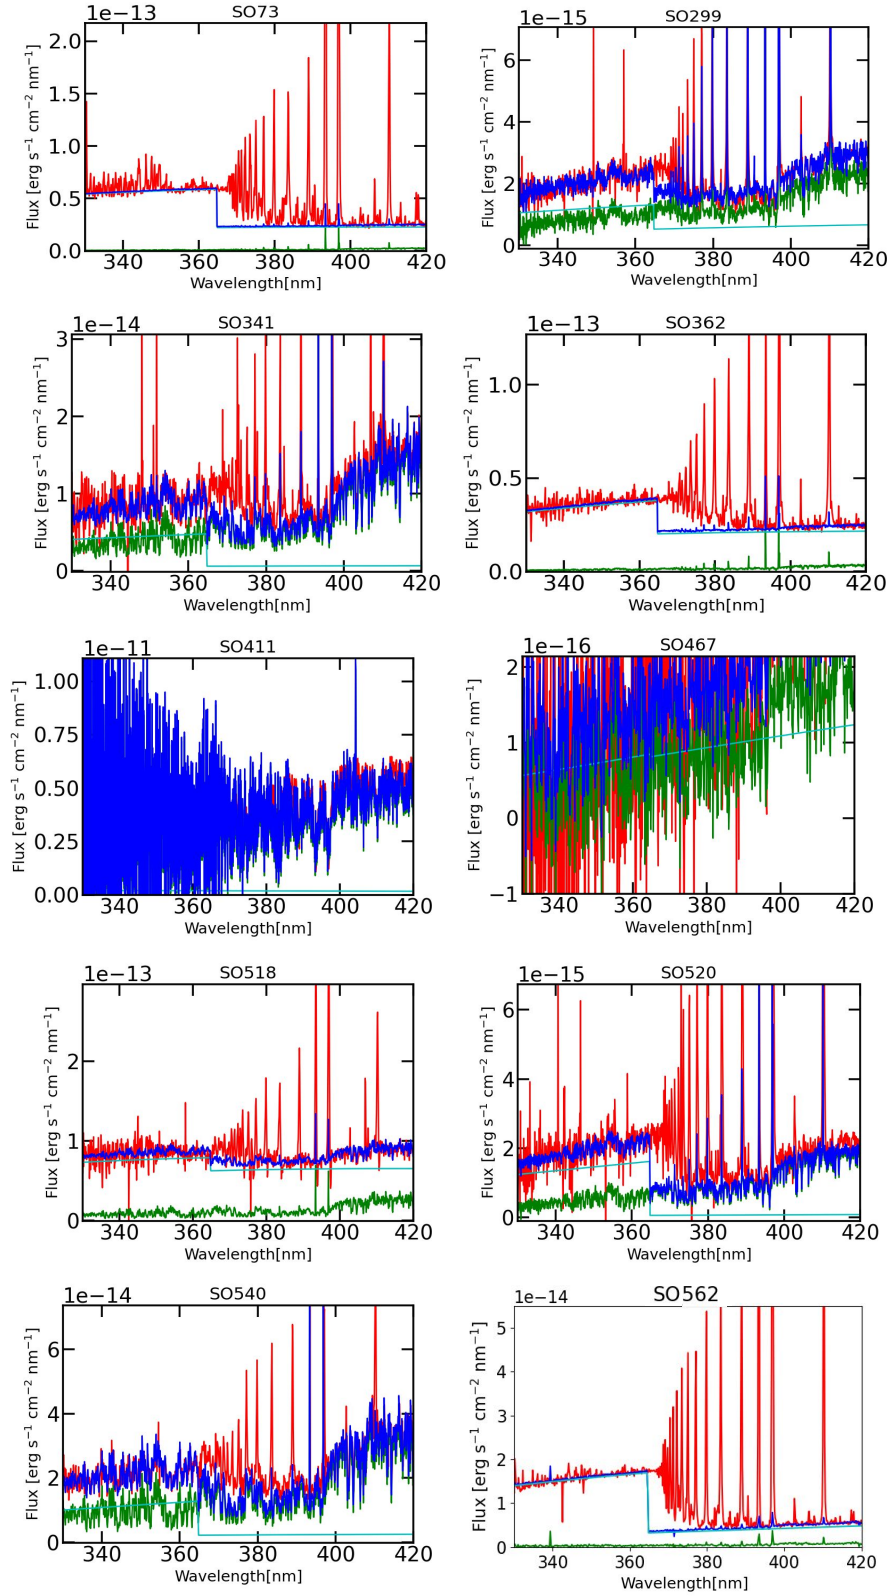 1e−13 SO73
2.0
1.5
1.0
0.5
0.0
340 360 380 400 420
Wavelength[nm]
Flux [erg s−1 cm−2 nm−1]
1e−15 SO299
6
4
2
0
340 360 380 400 420
Wavelength[nm]
Flux [erg s−1 cm−2 nm−1]
1e−14 SO341
3
2
1
0
340 360 380 400 420
Wavelength[nm]
Flux [erg s−1 cm−2 nm−1]
1e−13 SO362
1.0
0.5
0.0
340 360 380 400 420
Wavelength[nm]
Flux [erg s−1 cm−2 nm−1]
1e−11 SO411
1.00
0.75
0.50
0.25
0.00
340 360 380 400 420
Wavelength[nm]
Flux [erg s−1 cm−2 nm−1]
1e−16 SO467
2
1
0
−1
340 360 380 400 420
Wavelength[nm]
Flux [erg s−1 cm−2 nm−1]
1e−13 SO518
2
1
0
340 360 380 400 420
Wavelength[nm]
Flux [erg s−1 cm−2 nm−1]
1e−15 SO520
6
4
2
0
340 360 380 400 420
Wavelength[nm]
Flux [erg s−1 cm−2 nm−1]
1e−14 SO540
6
4
2
0
340 360 380 400 420
Wavelength[nm]
Flux [erg s−1 cm−2 nm−1]
1e−14 SO562
5
4
3
2
1
0
340 360 380 400 420
Wavelength[nm]
Flux [erg s−1 cm−2 nm−1]